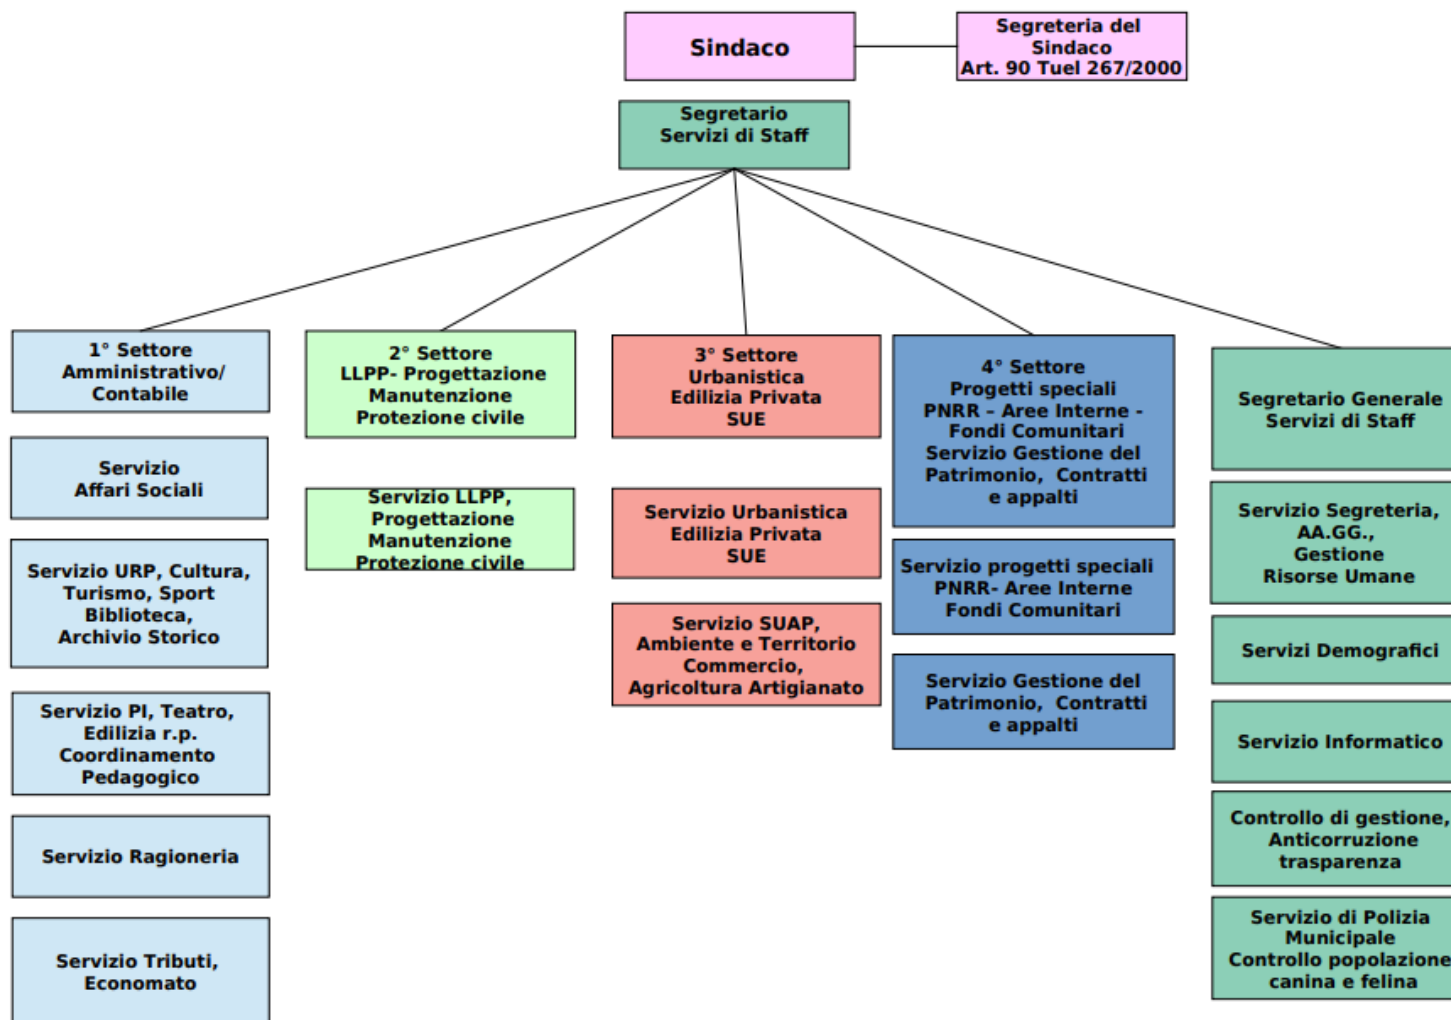 Sindaco
Segreteria del
Sindaco
Art. 90 Tuel 267/2000
Segretario
Servizi di Staff
1° Settore
Amministrativo/
Contabile
Servizio
Affari Sociali
Servizio URP, Cultura,
Turismo, Sport
Biblioteca,
Archivio Storico
Servizio PI, Teatro,
Edilizia r.p.
Coordinamento
Pedagogico
Servizio Ragioneria
Servizio Tributi,
Economato
2° Settore
LLPP- Progettazione
Manutenzione
Protezione civile
Servizio LLPP,
Progettazione
Manutenzione
Protezione civile
3° Settore
Urbanistica
Edilizia Privata
SUE
Servizio Urbanistica
Edilizia Privata
SUE
Servizio SUAP,
Ambiente e Territorio
Commercio,
Agricoltura Artigianato
4° Settore
Progetti speciali
PNRR – Aree Interne -
Fondi Comunitari
Servizio Gestione del
Patrimonio, Contratti
e appalti
Servizio progetti speciali
PNRR- Aree Interne
Fondi Comunitari
Servizio Gestione del
Patrimonio, Contratti
e appalti
Segretario Generale
Servizi di Staff
Servizio Segreteria,
AA.GG.,
Gestione
Risorse Umane
Servizi Demografici
Servizio Informatico
Controllo di gestione,
Anticorruzione
trasparenza
Servizio di Polizia
Municipale
Controllo popolazione
canina e felina